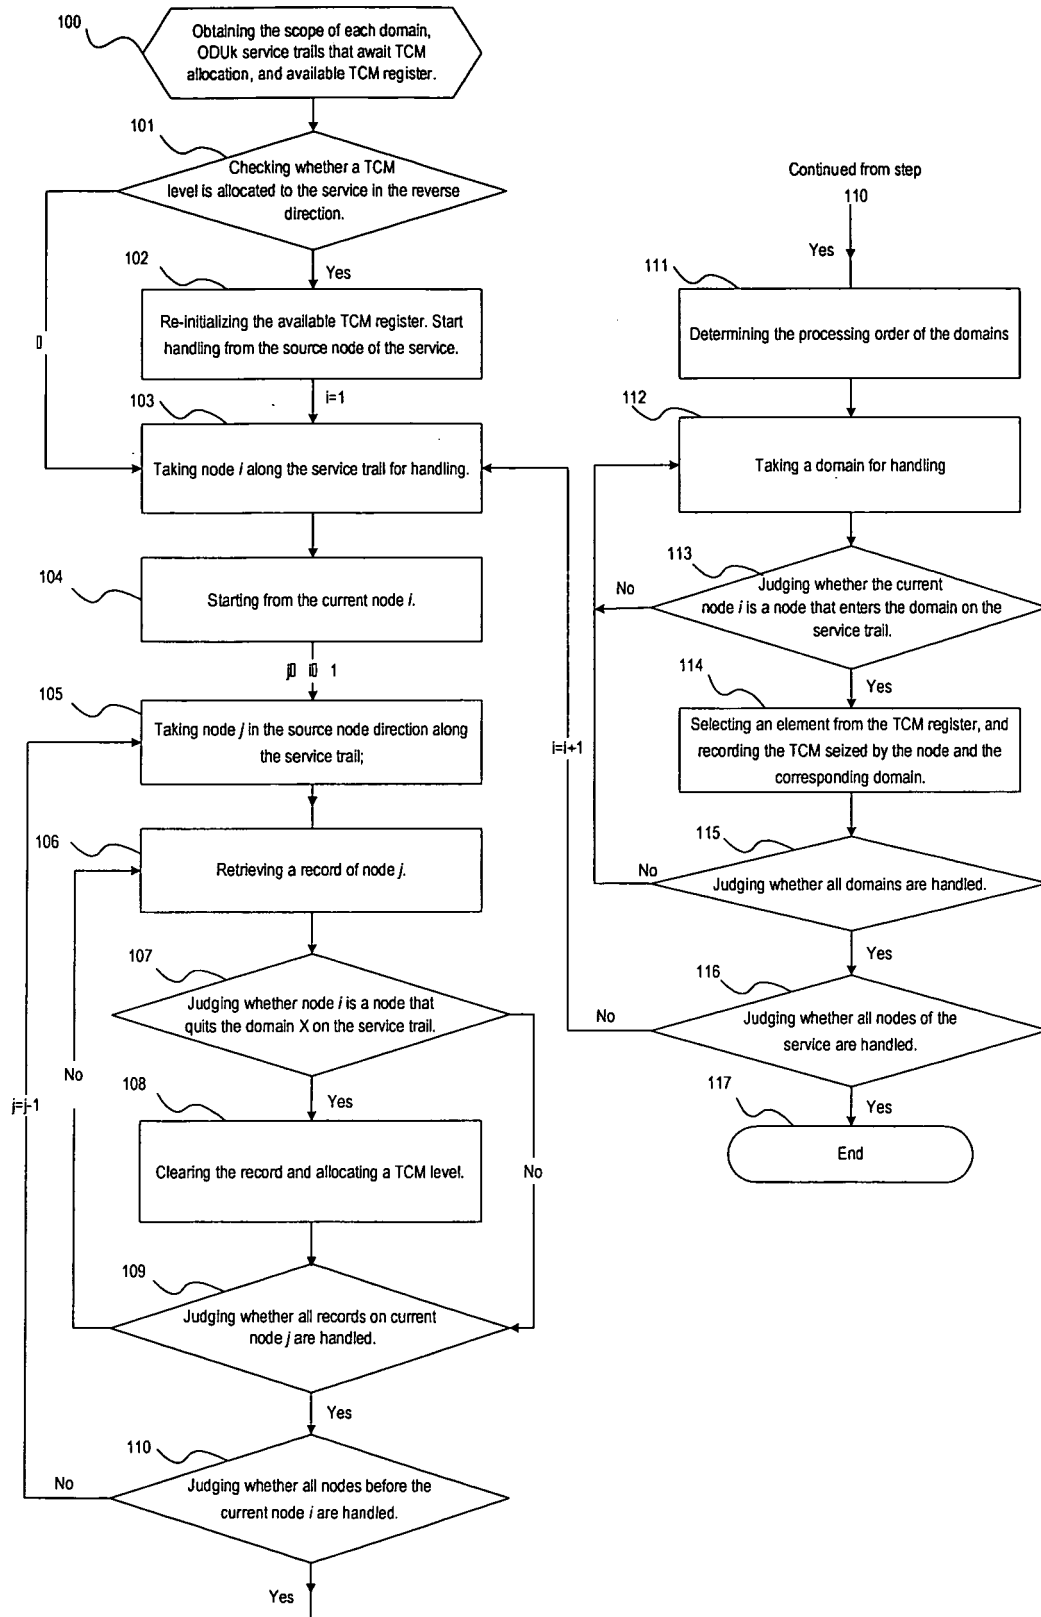 100
Obtaining the scope of each domain,
ODUk service trails that await TCM
allocation, and available TCM register.
101
Checking whether a TCM
level is allocated to the service in the reverse
direction.
Yes
102
Re-initializing the available TCM register. Start
handling from the source node of the service.
i=1
103
Taking node i along the service trail for handling.
104
Starting from the current node i.
1
105
Taking node j in the source node direction along
the service trail;
106
Retrieving a record of node j.
107
Judging whether node i is a node that
quits the domain X on the service trail.
No
Yes
108
j=j-1
Clearing the record and allocating a TCM level.
No
109
Judging whether all records on current
node j are handled.
Yes
110
No
Judging whether all nodes before the
current node i are handled.
Yes
Continued from step
110
Yes
111
Determining the processing order of the domains
112
Taking a domain for handling
113
No
Judging whether the current
node i is a node that enters the domain on the
service trail.
Yes
114
Selecting an element from the TCM register, and
recording the TCM seized by the node and the
corresponding domain.
i=i+1
115
No
Judging whether all domains are handled.
Yes
116
No
Judging whether all nodes of the
service are handled.
Yes
117
End